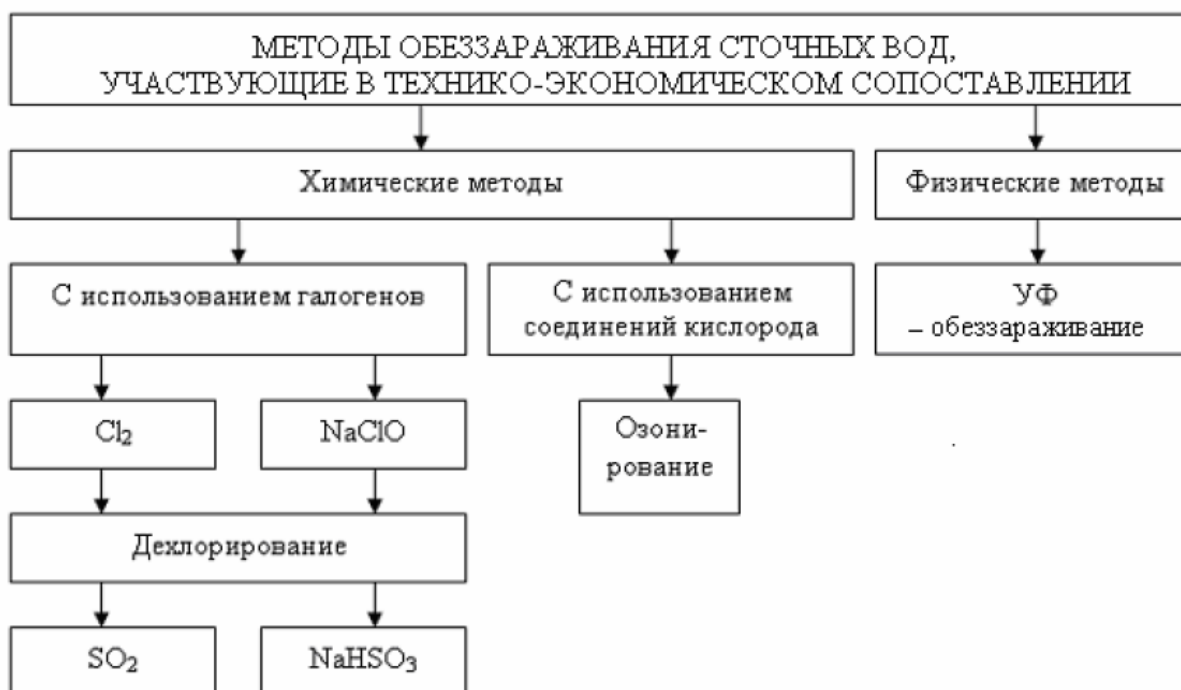 МЕТОДЫ ОБЕЗЗАРАЖИВАНИЯ СТОЧНЫХ ВОД,
УЧАСТВУЮЩИЕ В ТЕХНИКО-ЭКОНОМИЧЕСКОМ СОПОСТАВЛЕНИИ
Химические методы
Физические методы
С использованием галогенов
С использованием
соединений кислорода
УФ
– обеззараживание
Cl₂
NaClO
Озони-
рование
Дехлорирование
SO₂
NaHSO₃